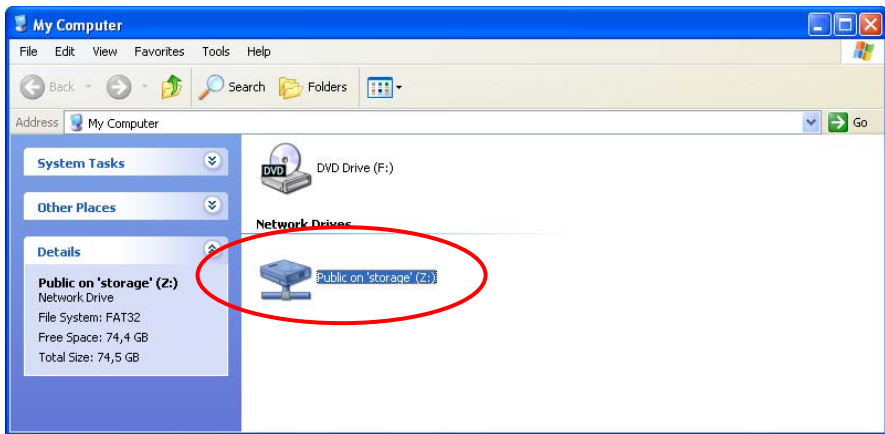 My Computer
File Edit View Favorites Tools Help
Back Search Folders
Address My Computer Go
System Tasks
Other Places
Details
Public on 'storage' (Z:)
Network Drive
File System: FAT32
Free Space: 74,4 GB
Total Size: 74,5 GB
DVD
DVD Drive (F:)
Network Drives
Public on 'storage' (Z:)